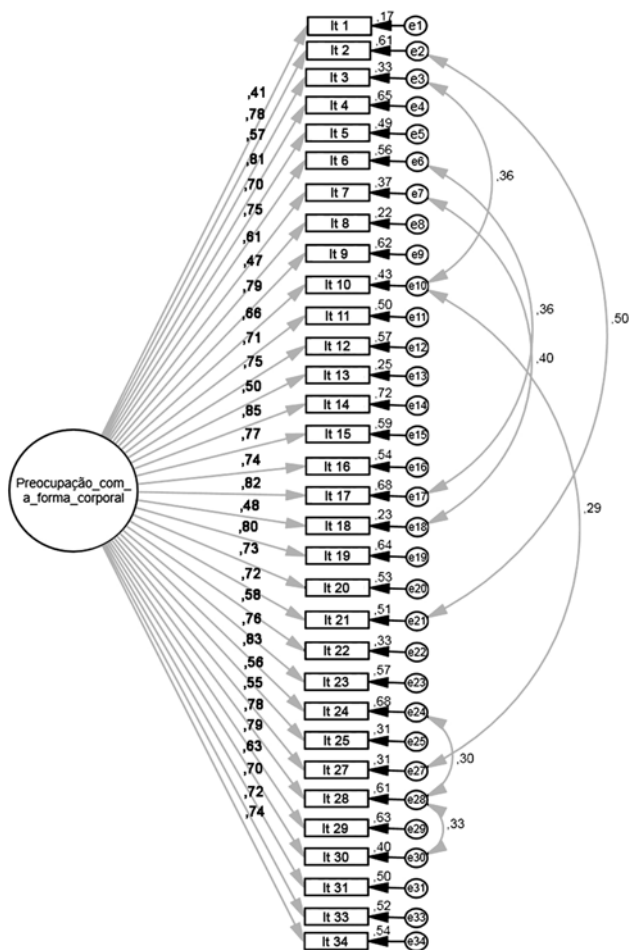 It 1 ,17 e1
It 2 ,61 e2
It 3 ,33 e3
It 4 ,65 e4
It 5 ,49 e5
It 6 ,56 e6
It 7 ,37 e7
It 8 ,22 e8
It 9 ,62 e9
It 10 ,43 e10
It 11 ,50 e11
It 12 ,57 e12
It 13 ,25 e13
It 14 ,72 e14
It 15 ,59 e15
It 16 ,54 e16
It 17 ,68 e17
It 18 ,23 e18
It 19 ,64 e19
It 20 ,53 e20
It 21 ,51 e21
It 22 ,33 e22
It 23 ,57 e23
It 24 ,68 e24
It 25 ,31 e25
It 27 ,31 e27
It 28 ,61 e28
It 29 ,63 e29
It 30 ,40 e30
It 31 ,50 e31
It 33 ,52 e33
It 34 ,54 e34
,41
,78
,57
,81
,70
,75
,61
,47
,79
,66
,71
,75
,50
,85
,77
,74
,82
,48
,80
,73
,72
,58
,76
,83
,56
,55
,78
,79
,63
,70
,72
,74
Preocupação_com_
a_forma_corporal
,36
,36
,50
,40
,29
,30
,33